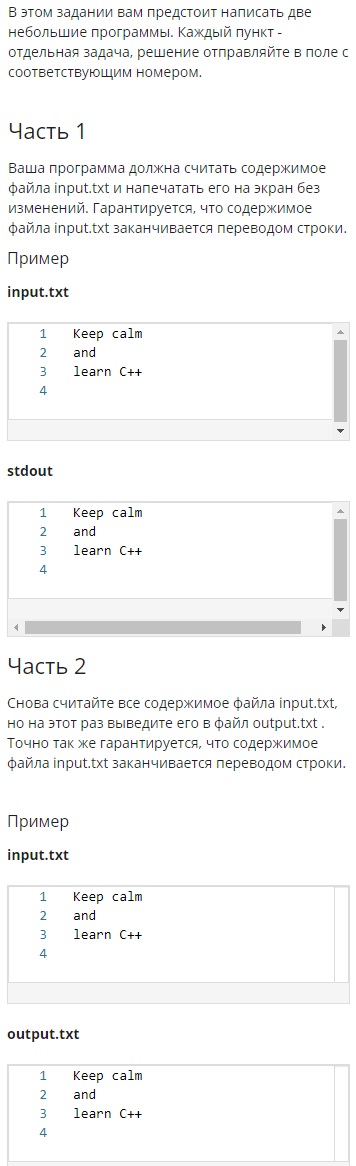 В этом задании вам предстоит написать две
небольшие программы. Каждый пункт -
отдельная задача, решение отправляйте в поле с
соответствующим номером.
Часть 1
Ваша программа должна считать содержимое
файла input.txt и напечатать его на экран без
изменений. Гарантируется, что содержимое
файла input.txt заканчивается переводом строки.
Пример
input.txt
1 Keep calm
2 and
3 learn C++
4
stdout
1 Keep calm
2 and
3 learn C++
4
Часть 2
Снова считайте все содержимое файла input.txt,
но на этот раз выведите его в файл output.txt .
Точно так же гарантируется, что содержимое
файла input.txt заканчивается переводом строки.
Пример
input.txt
1 Keep calm
2 and
3 learn C++
4
output.txt
1 Keep calm
2 and
3 learn C++
4